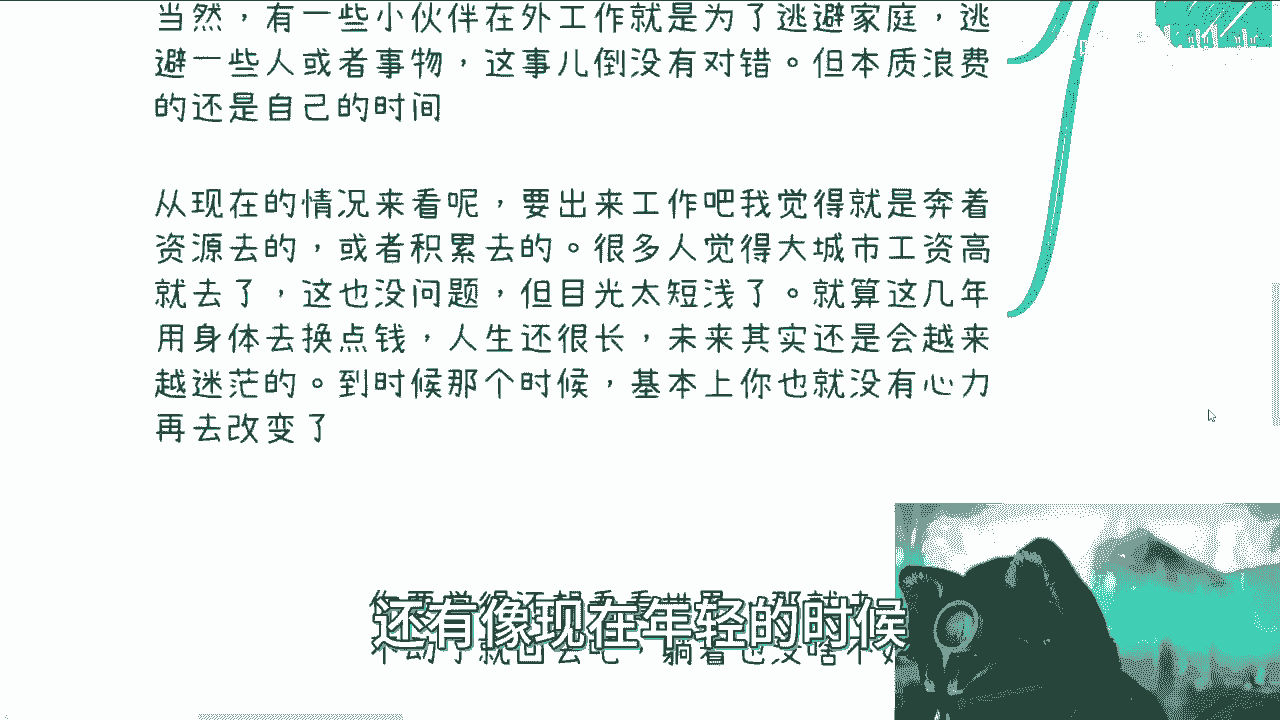 当然，有一些小伙伴在外工作就是为了逃避家庭，逃
避一些人或者事物，这事儿倒没有对错。但本质浪费
的还是自己的时间
从现在的情况来看呢，要出来工作吧我觉得就是奔着
资源去的，或者积累去的。很多人觉得大城市工资高
就去了，这也没问题，但目光太短浅了。就算这几年
用身体去换点钱，人生还很长，未来其实还是会越来
越迷茫的。到时候那个时候，基本上你也就没有心力
再去改变了
还有像现在年轻的时候